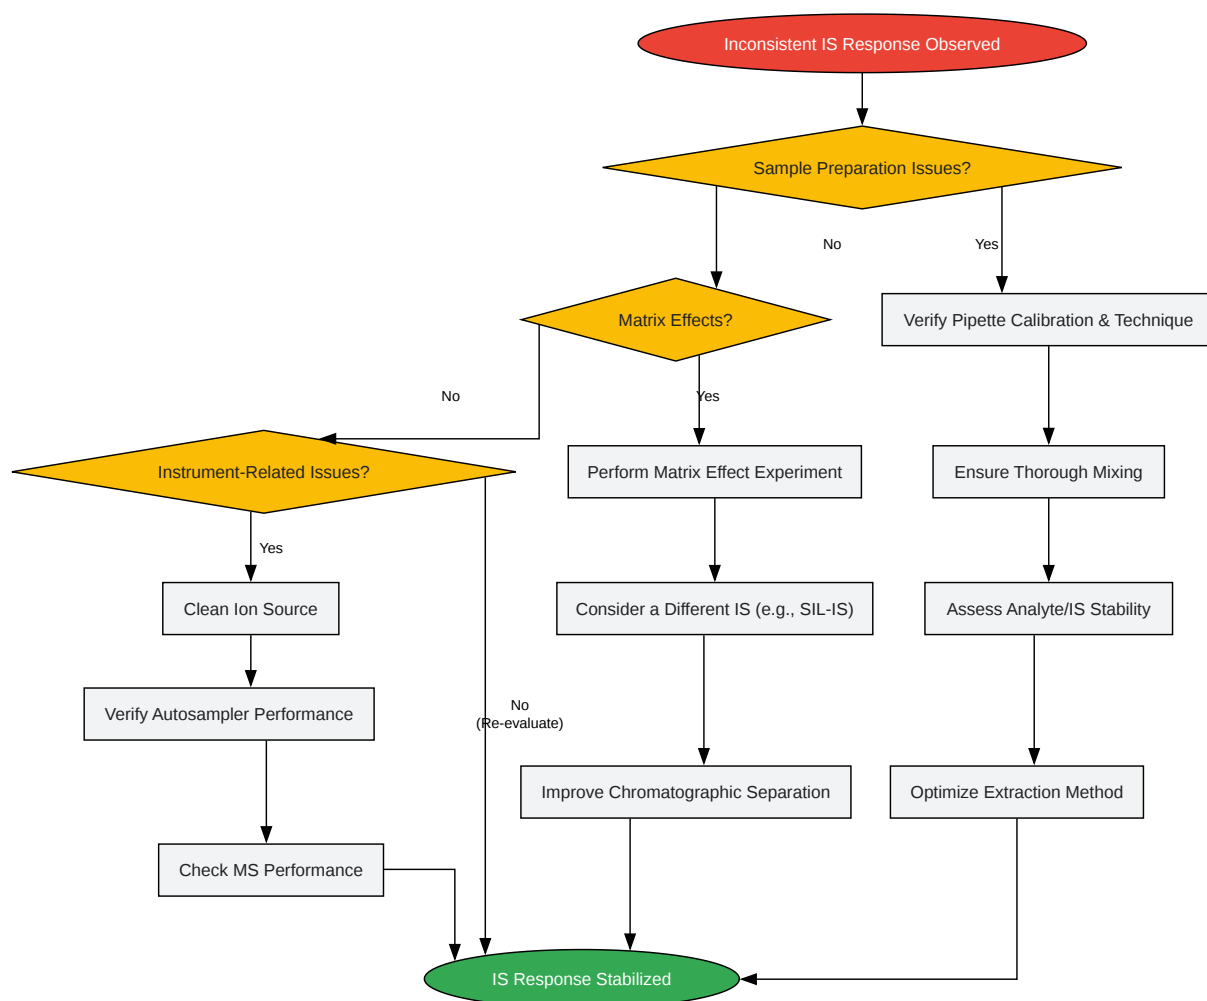 Inconsistent IS Response Observed
Sample Preparation Issues?
No
Yes
Matrix Effects?
Verify Pipette Calibration & Technique
No
Yes
Instrument-Related Issues?
Perform Matrix Effect Experiment
Ensure Thorough Mixing
Yes
Clean Ion Source
Consider a Different IS (e.g., SIL-IS)
Assess Analyte/IS Stability
Verify Autosampler Performance
No
(Re-evaluate)
Improve Chromatographic Separation
Optimize Extraction Method
Check MS Performance
IS Response Stabilized